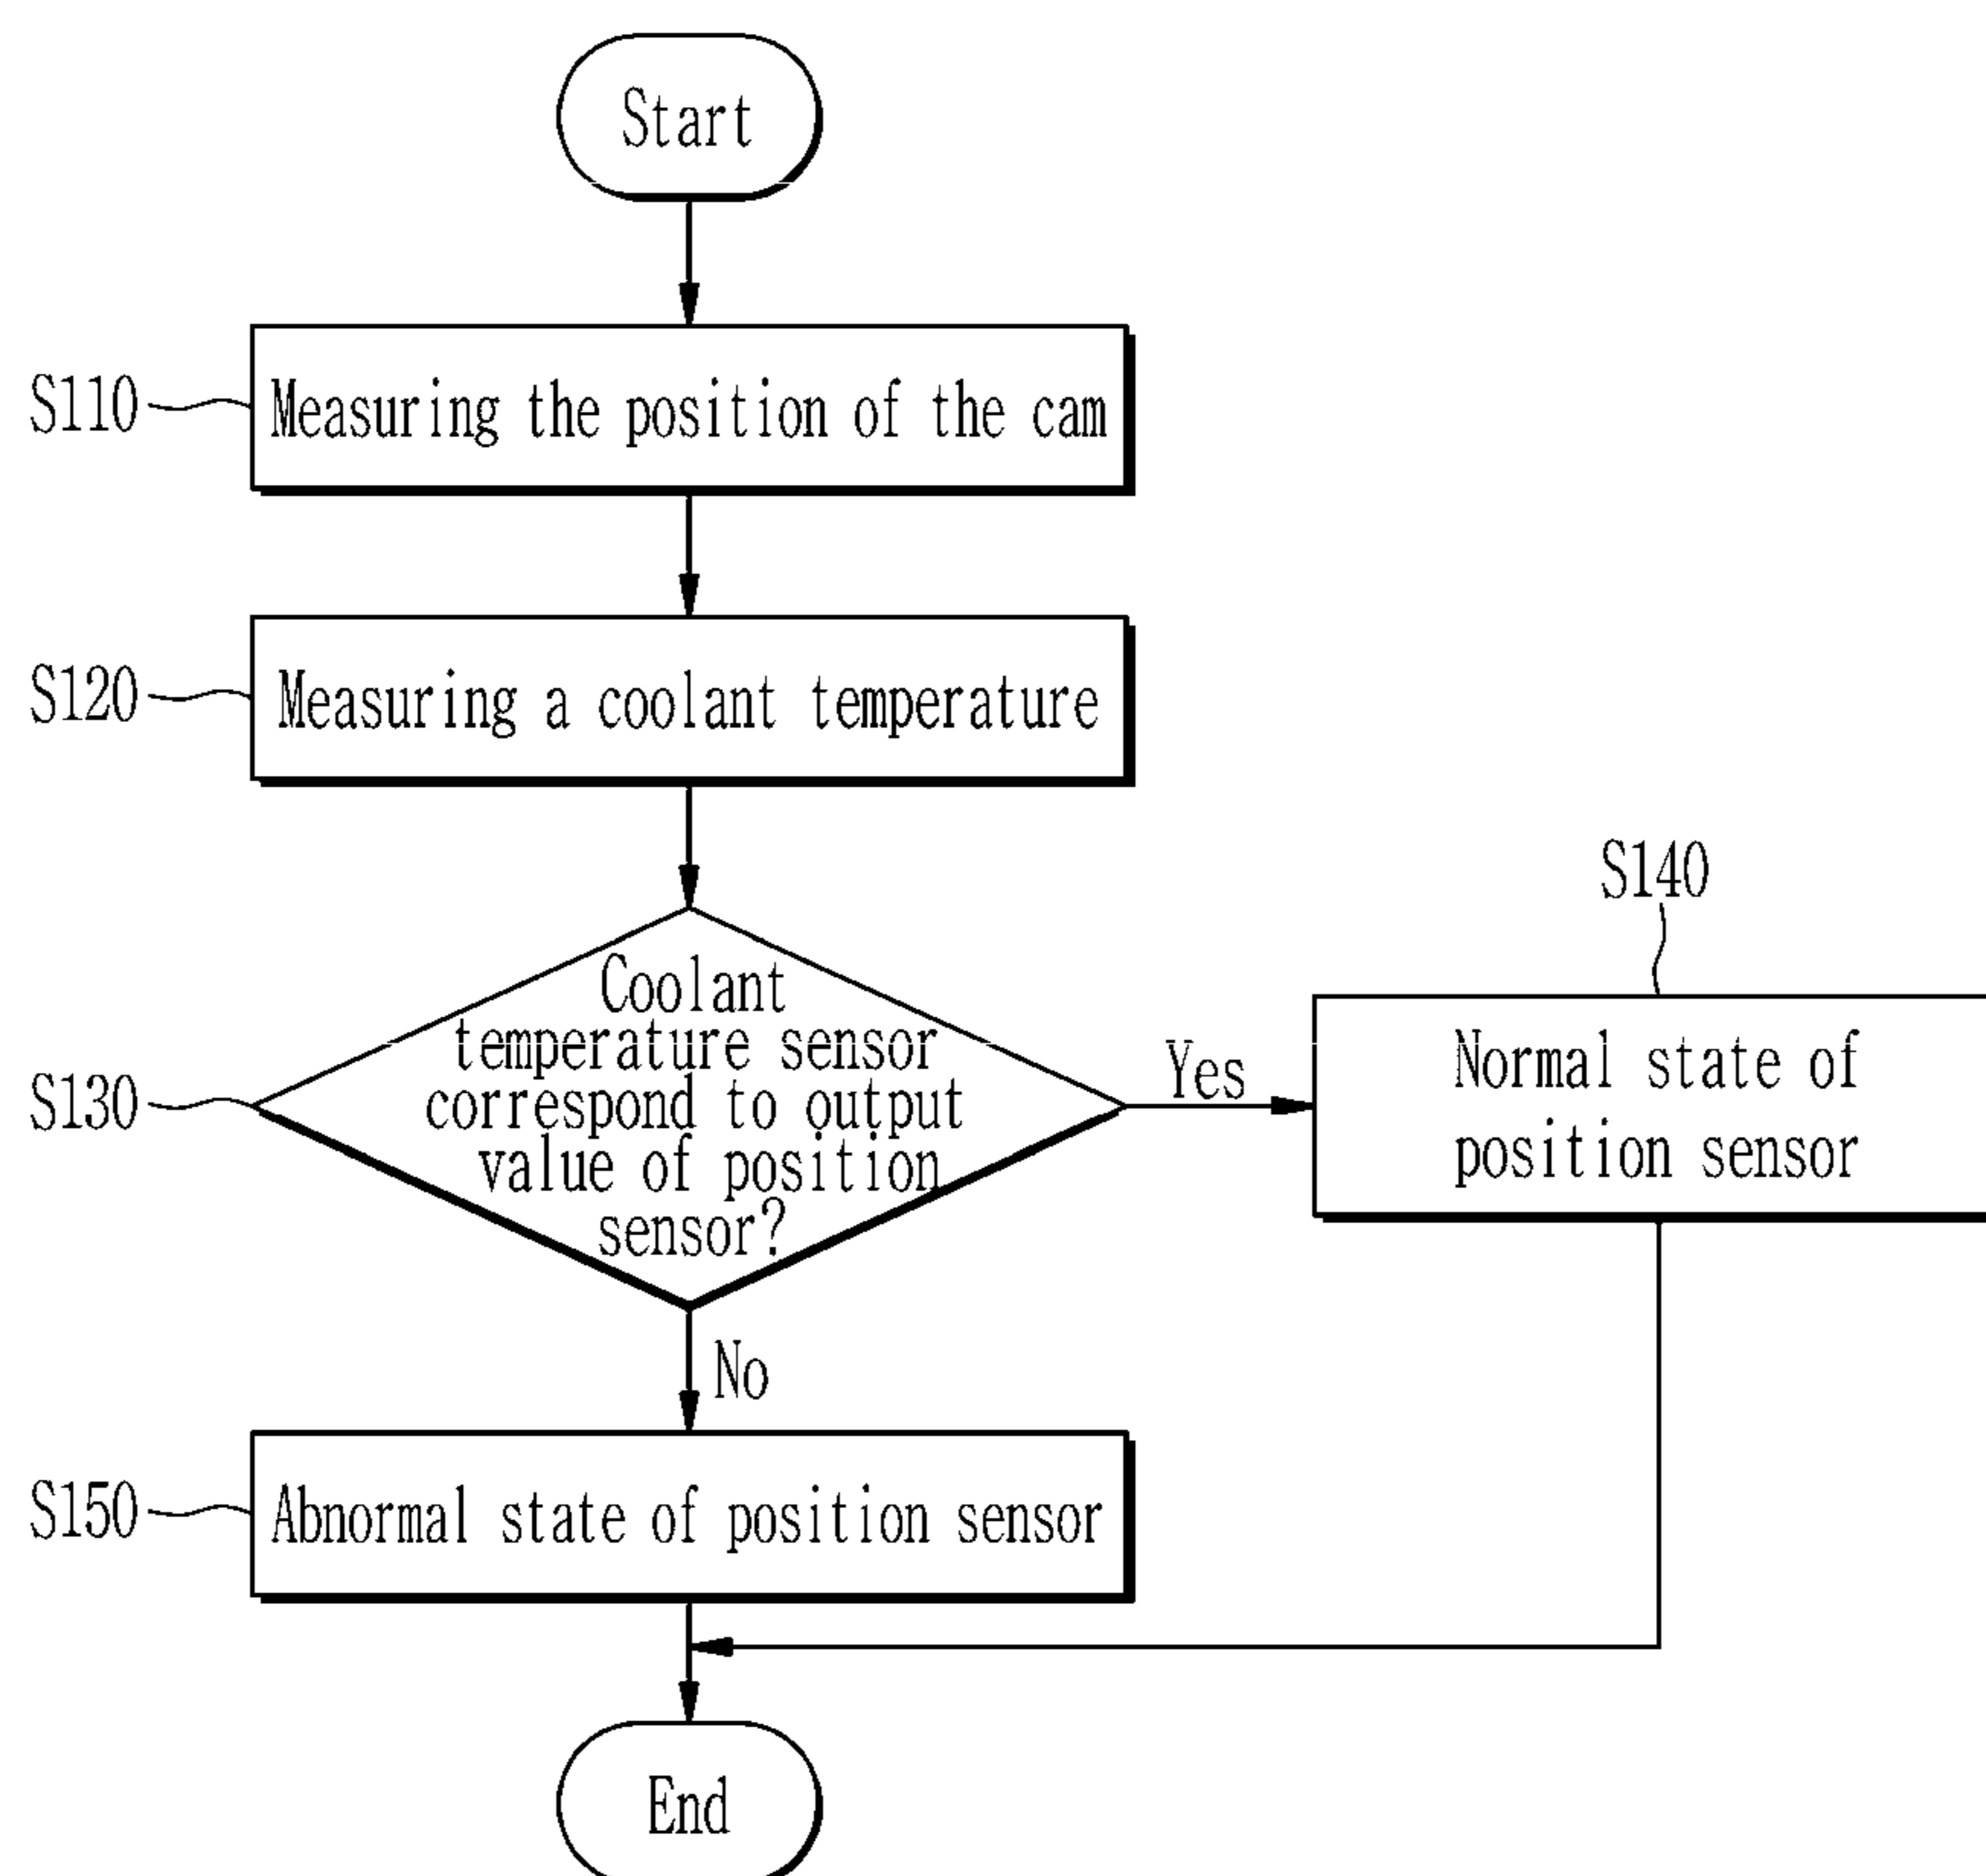 Start
S110
Measuring the position of the cam
S120
Measuring a coolant temperature
S130
Coolant
temperature sensor
correspond to output
value of position
sensor?
Yes
S140
Normal state of
position sensor
No
S150
Abnormal state of position sensor
End